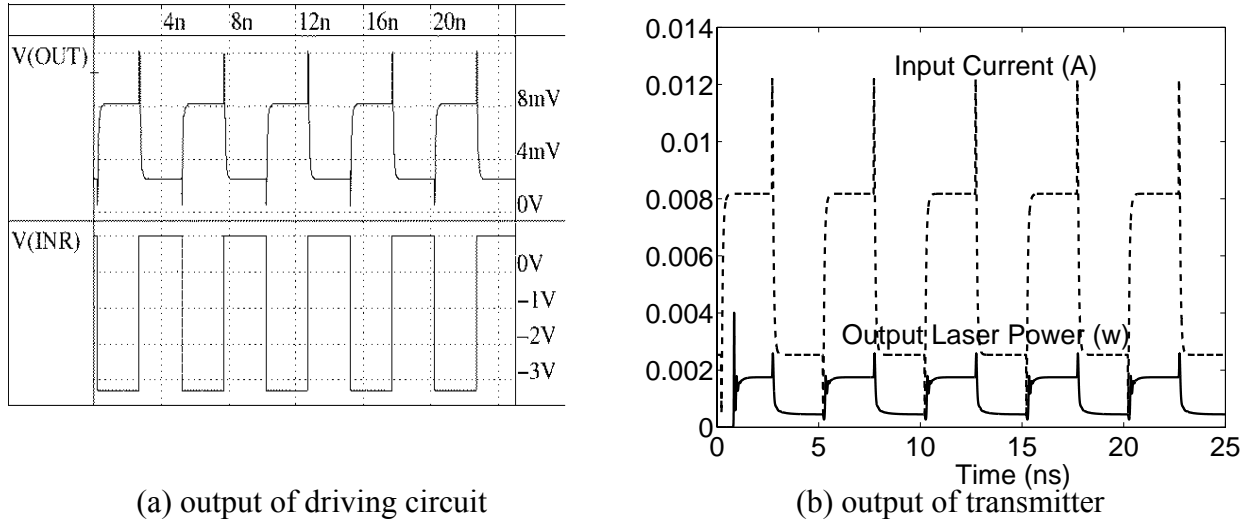 4n 8n 12n 16n 20n
V(OUT)
8mV
4mV
0V
V(INR)
0V
−1V
−2V
−3V
(a) output of driving circuit
0.014
0.012
0.01
0.008
0.006
0.004
0.002
0
Input Current (A)
Output Laser Power (w)
0 5 10 15 20 25
Time (ns)
(b) output of transmitter